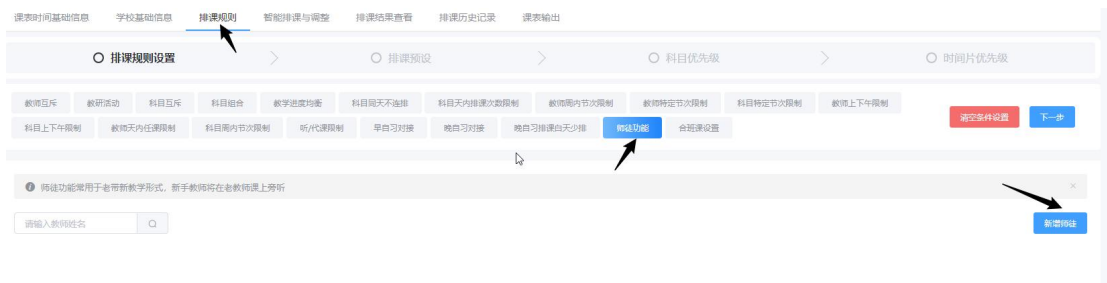 课表时间基础信息 学校基础信息 排课规则 智能排课与调整 排课结果查看 排课历史记录 课表输出
排课规则设置 排课预设 科目优先级 时间片优先级
教师互斥 教研活动 科目互斥 科目组合 教学进度均衡 科目同天不连排 科目天内排课次数限制 教师周内节次限制 教师特定节次限制 科目特定节次限制 教师上下午限制
科目上下午限制 教师天内任课限制 科目周内节次限制 听/代课限制 早自习对接 晚自习对接 晚自习排课白天少排 师徒功能 合班课设置
清空条件设置 下一步
师徒功能常用于老带新教学形式，新手教师将在老教师课上旁听
请输入教师姓名 新增师徒